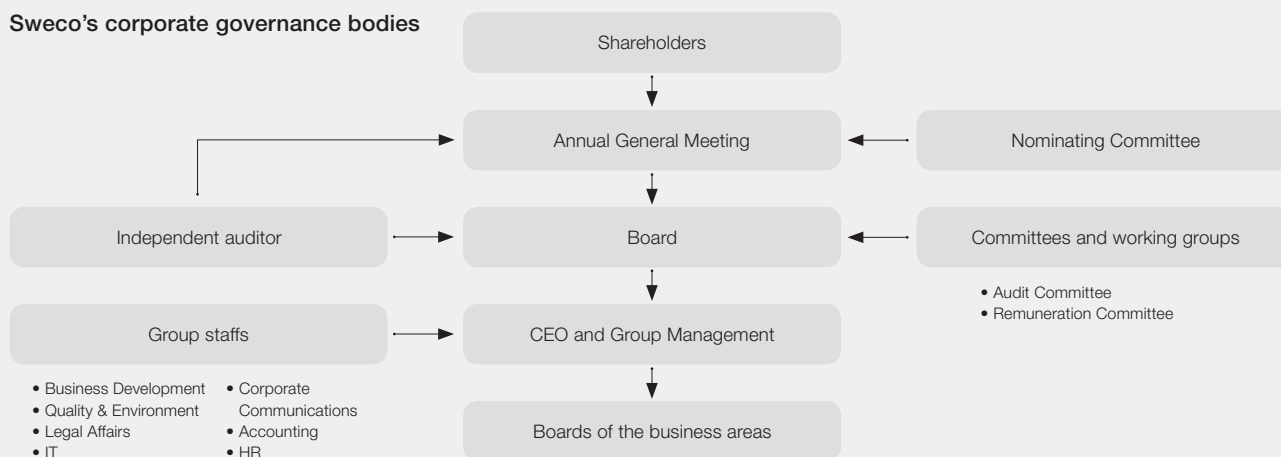 Sweco’s corporate governance bodies
Shareholders
Annual General Meeting
Nominating Committee
Independent auditor
Board
Committees and working groups
• Audit Committee
• Remuneration Committee
Group staffs
CEO and Group Management
• Business Development
• Quality & Environment
• Legal Affairs
• IT
• Corporate
Communications
• Accounting
• HR
Boards of the business areas